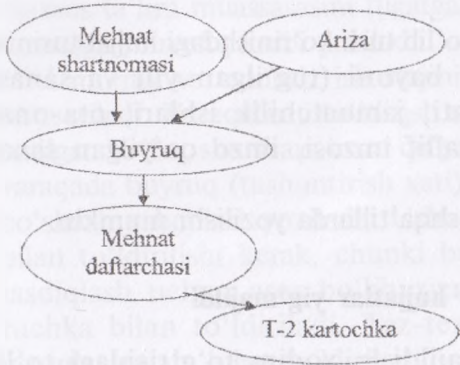 Mehnat
shartnomasi
Ariza
Buyruq
Mehnat
daftarchasi
T-2 kartochka